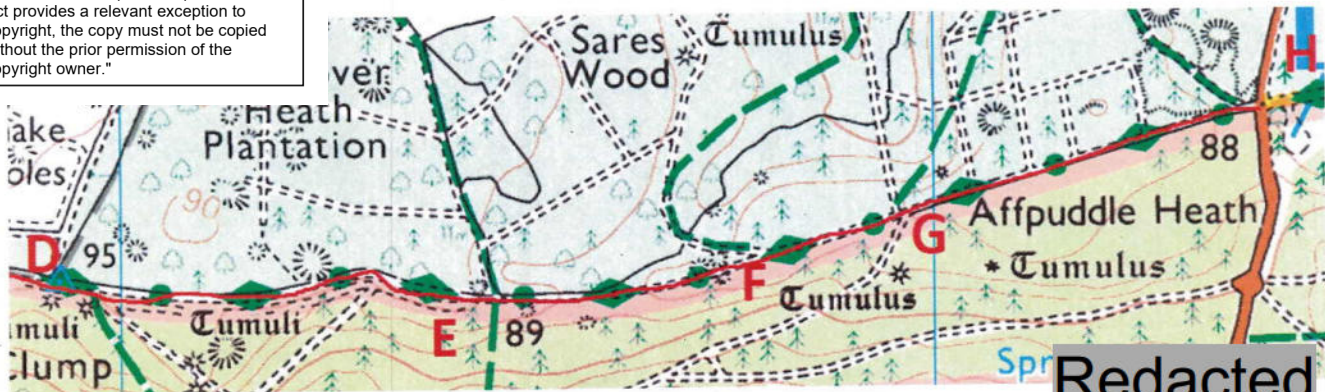 ct provides a relevant exception to
opyright, the copy must not be copied
ithout the prior permission of the
opyright owner."
Sares
Wood
Tumulus
H
ver
Heath
Plantation
ake
oles
90
88
D
95
G
Affpuddle Heath
Tumulus
F
Tumulus
muli
lump
Tumuli
E
89
Spr
Redacted